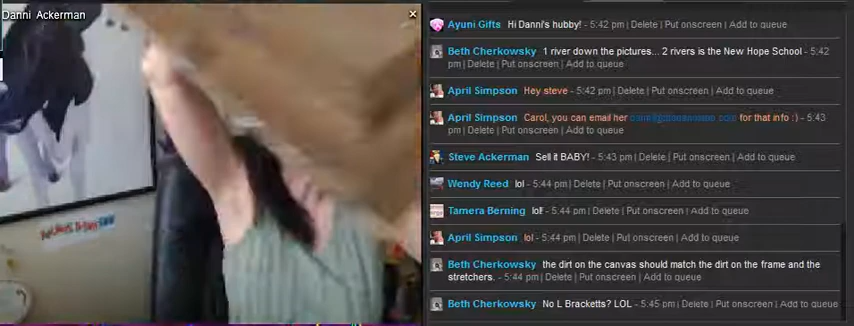 Danni Ackerman
Ayuni Gifts Hi Danni's hubby! - 5:42 pm | Delete | Put onscreen | Add to queue
Beth Cherkowsky 1 river down the pictures... 2 rivers is the New Hope School - 5:42
pm | Delete | Put onscreen | Add to queue
April Simpson Hey steve - 5:42 pm | Delete | Put onscreen | Add to queue
April Simpson Carol, you can email her for that info :) - 5:43
pm | Delete | Put onscreen | Add to queue
Steve Ackerman Sell it BABY! - 5:43 pm | Delete | Put onscreen | Add to queue
Wendy Reed lol - 5:44 pm | Delete | Put onscreen | Add to queue
Tamera Berning lol! - 5:44 pm | Delete | Put onscreen | Add to queue
April Simpson lol - 5:44 pm | Delete | Put onscreen | Add to queue
Beth Cherkowsky the dirt on the canvas should match the dirt on the frame and the
stretchers. - 5:44 pm | Delete | Put onscreen | Add to queue
Beth Cherkowsky No L Bracketts? LOL - 5:45 pm | Delete | Put onscreen | Add to queue